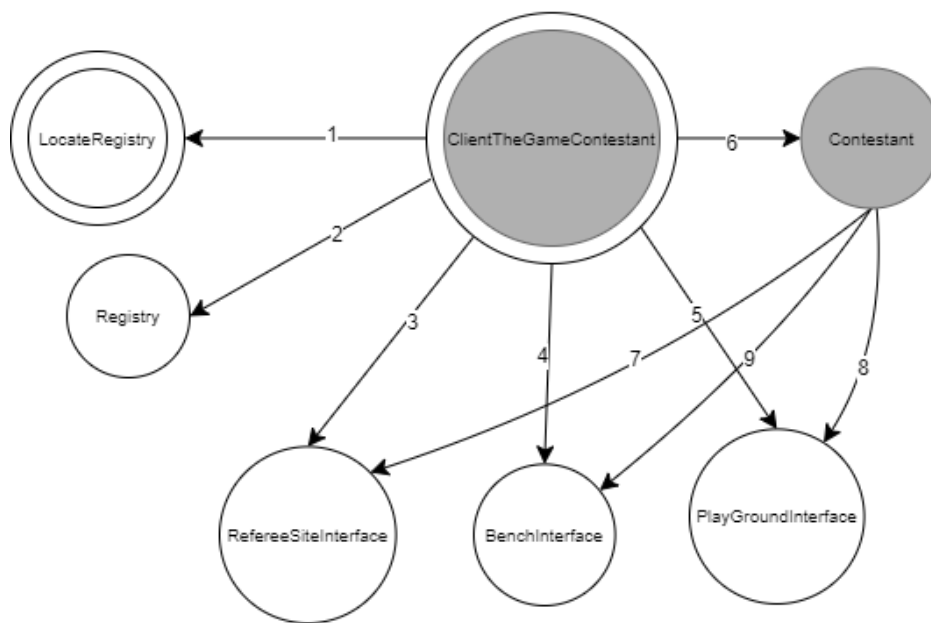 LocateRegistry
1
ClientTheGameContestant
6
Contestant
2
Registry
3
4
5
7
9
8
RefereeSiteInterface
BenchInterface
PlayGroundInterface